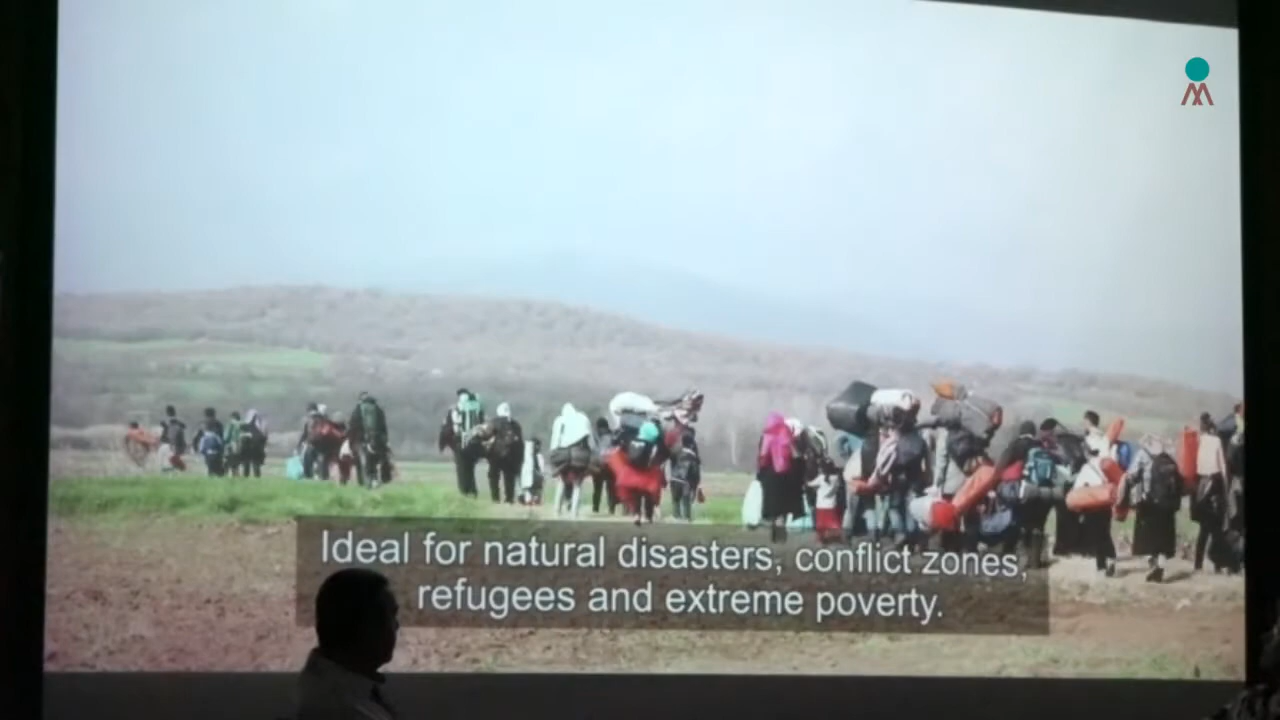 Ideal for natural disasters, conflict zones,
refugees and extreme poverty.